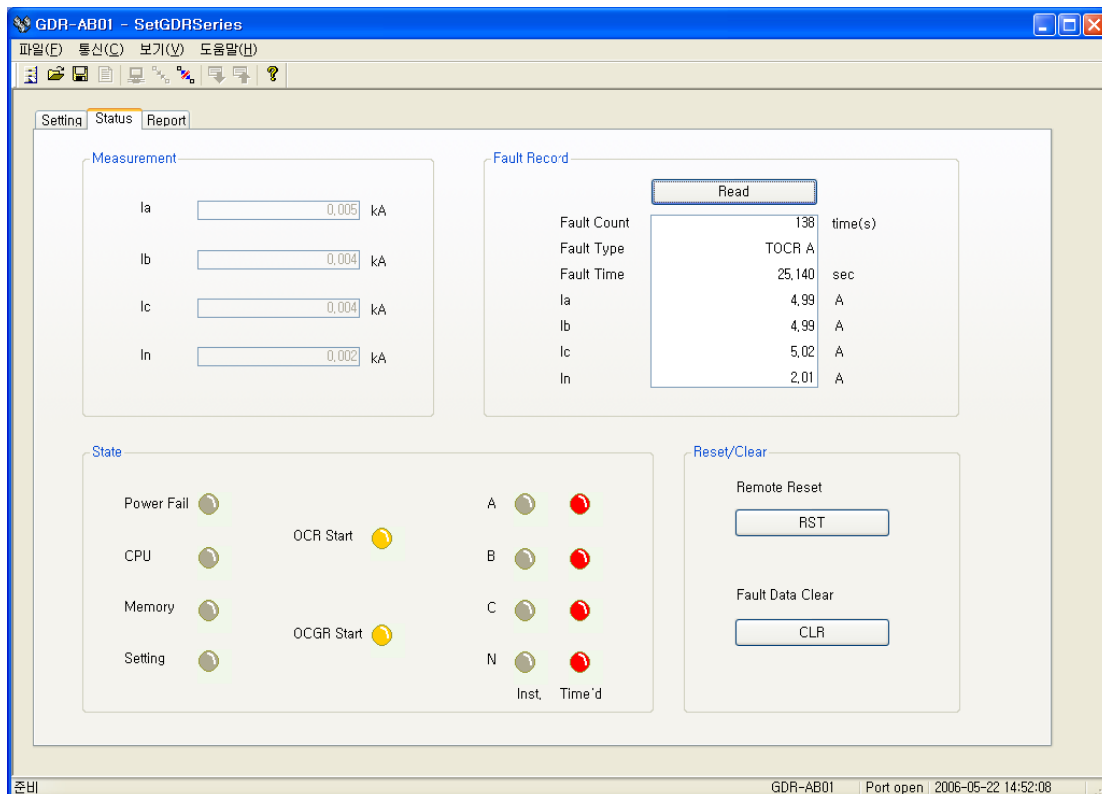 GDR-AB01 - SetGDRSeries
파일(F) 통신(C) 보기(V) 도움말(H)
Setting Status Report
Measurement
Ia 0,005 kA
Ib 0,004 kA
Ic 0,004 kA
In 0,002 kA
Fault Record
Read
Fault Count 138 time(s)
Fault Type TOCR A
Fault Time 25,140 sec
Ia 4,99 A
Ib 4,99 A
Ic 5,02 A
In 2,01 A
State
Power Fail
CPU
Memory
Setting
OCR Start
OCGR Start
A
B
C
N
Inst, Time'd
Reset/Clear
Remote Reset
RST
Fault Data Clear
CLR
준비 GDR-AB01 Port open 2006-05-22 14:52:08